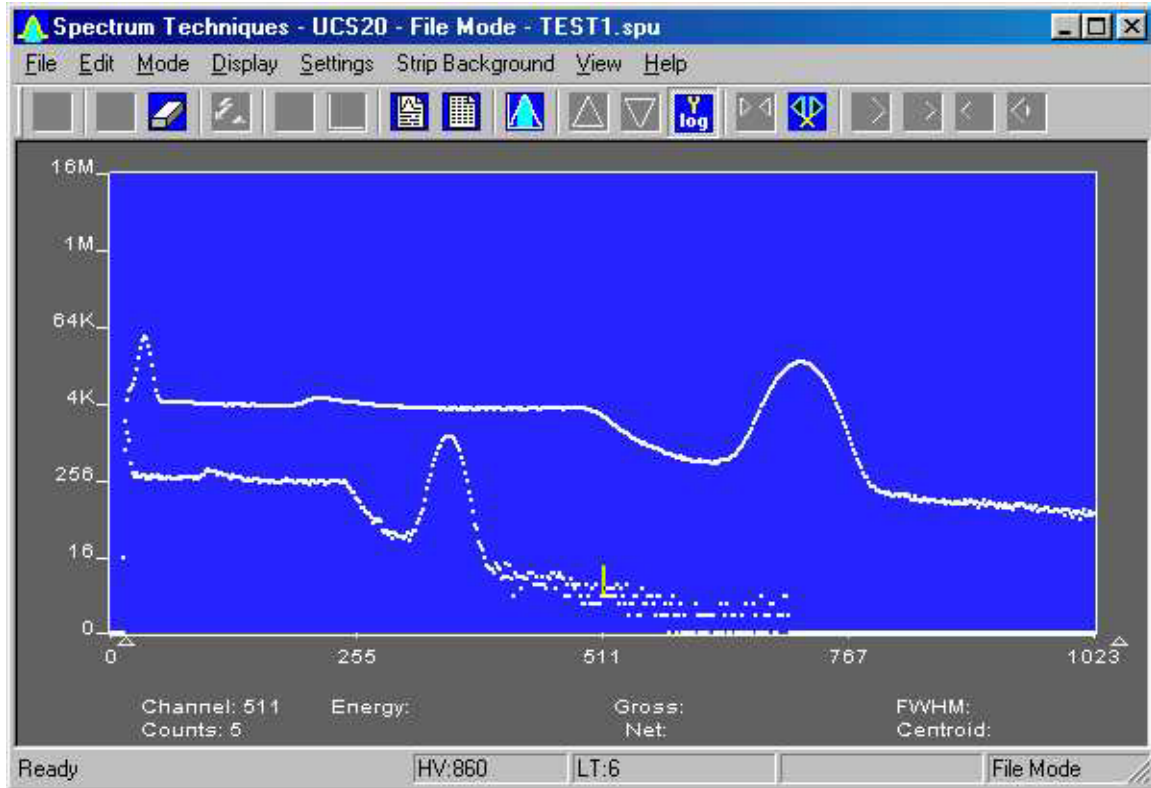 Spectrum Techniques - UCS20 - File Mode - TEST1.spu
File Edit Mode Display Settings Strip Background View Help
Y
log
16M
1M
64K
4K
256
16
0
0 255 511 767 1023
Channel: 511 Energy: Gross: FWHM:
Counts: 5 Net: Centroid:
Ready HV:860 LT:6 File Mode